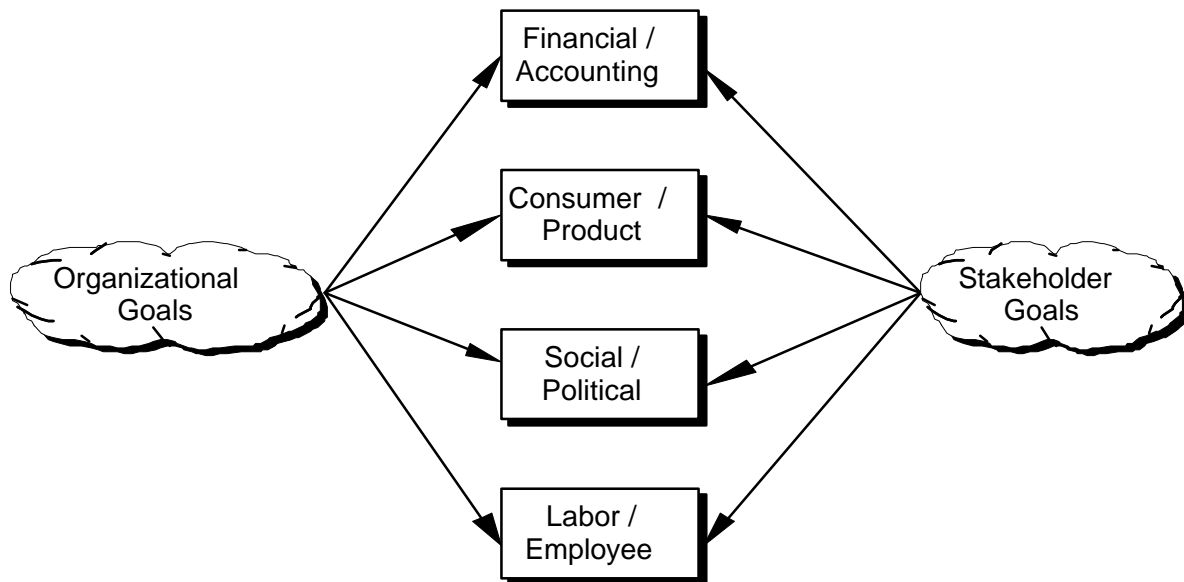 Financial /
Accounting
Consumer /
Product
Organizational
Goals
Stakeholder
Goals
Social /
Political
Labor /
Employee